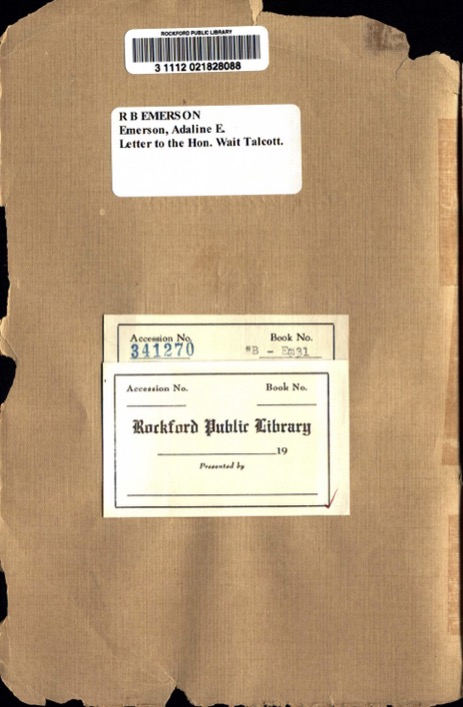 ROCKFORD PUBLIC LIBRARY
3 1112 021828088
R B EMERSON
Emerson, Adaline E.
Letter to the Hon. Wait Talcott.
Accession No. Book No.
341270 *B - Em31
Accession No. Book No.
Rockford Public Library
19
Presented by